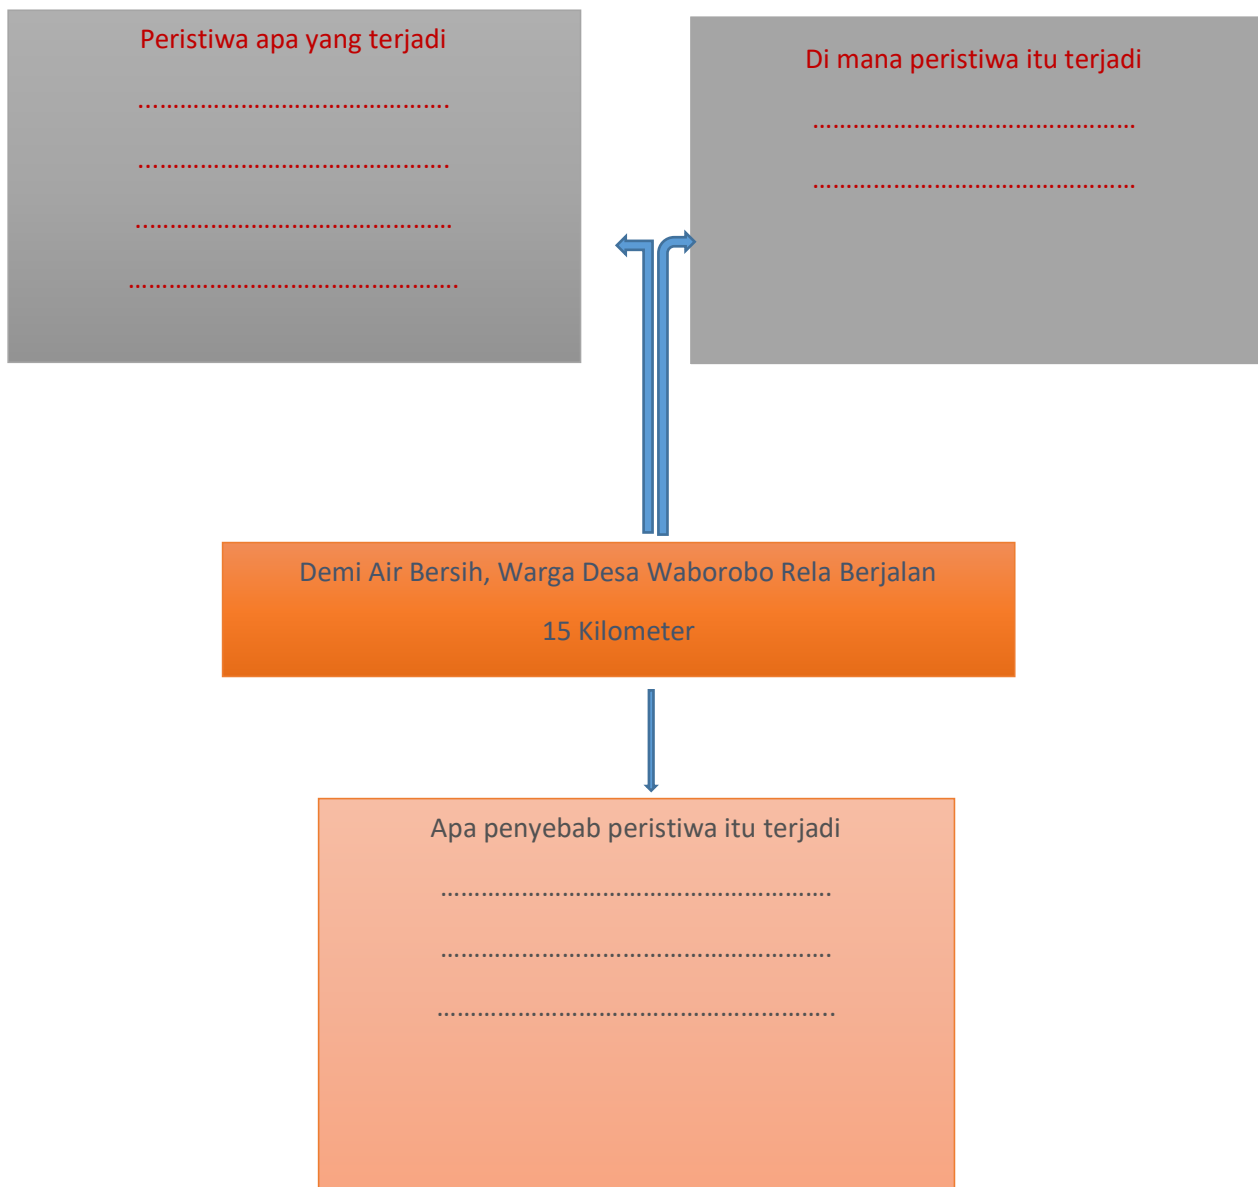 Peristiwa apa yang terjadi
……………………………………….
……………………………………….
..………………………………………
………………………………………….
Di mana peristiwa itu terjadi
…………………………………………
…………………………………………
Demi Air Bersih, Warga Desa Waborobo Rela Berjalan
15 Kilometer
Apa penyebab peristiwa itu terjadi
………………………………………………….
………………………………………………….
…………………………………………………..